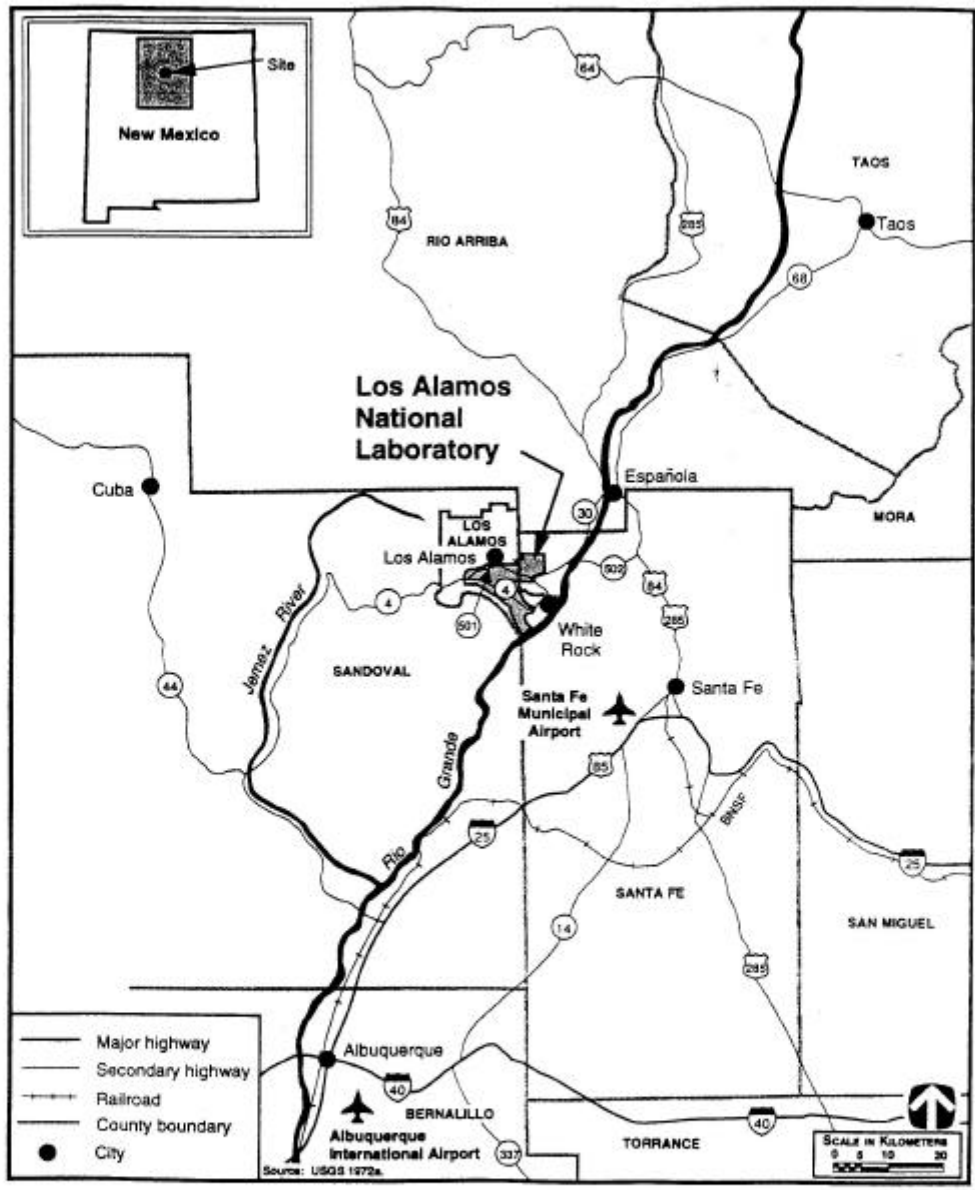 Site
New Mexico
64
TAOS
84
285
RIO ARRIBA
Taos
68
Los Alamos
National
Laboratory
Cuba
Española
30
MORA
LOS
ALAMOS
Los Alamos
502
4
4
84
501
285
White
Rock
Jemez River
SANDOVAL
44
Santa Fe
Santa Fe
Municipal
Airport
85
Rio Grande
BNSF
25
25
SANTA FE
SAN MIGUEL
14
285
Major highway
Secondary highway
Railroad
County boundary
City
Albuquerque
40
BERNALILLO
Albuquerque
International Airport
40
TORRANCE
337
SCALE IN KILOMETERS
0 5 10 20
Source: USGS 1972a.